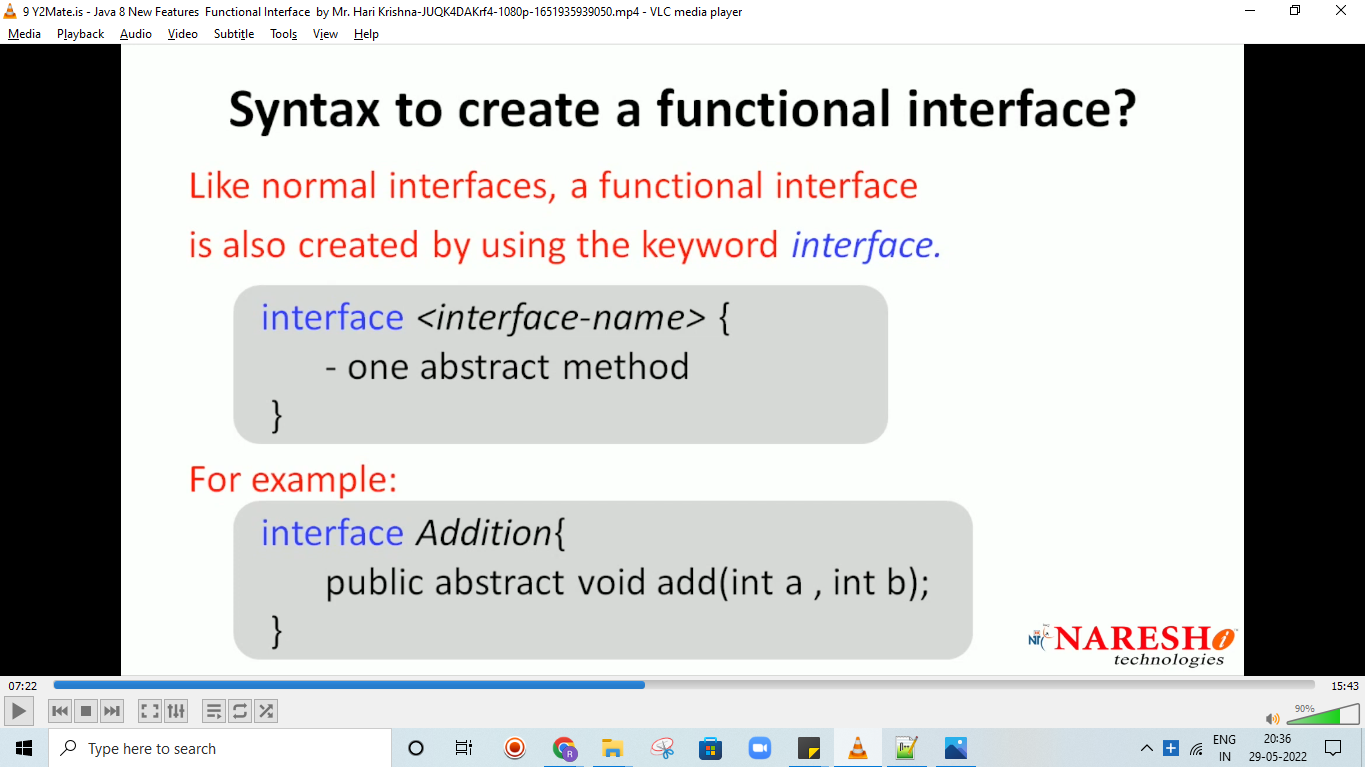 9 Y2Mate.is - Java 8 New Features  Functional Interface  by Mr. Hari Krishna-JUQK4DAKrf4-1080p-1651935939050.mp4 - VLC media player
Media Playback Audio Video Subtitle Tools View Help
Syntax to create a functional interface?
Like normal interfaces, a functional interface
is also created by using the keyword interface.
interface <interface-name> {
- one abstract method
}
For example:
interface Addition{
public abstract void add(int a , int b);
}
NARESH i
technologies
07:22
15:43
90%
Type here to search
ENG
IN
20:36
29-05-2022